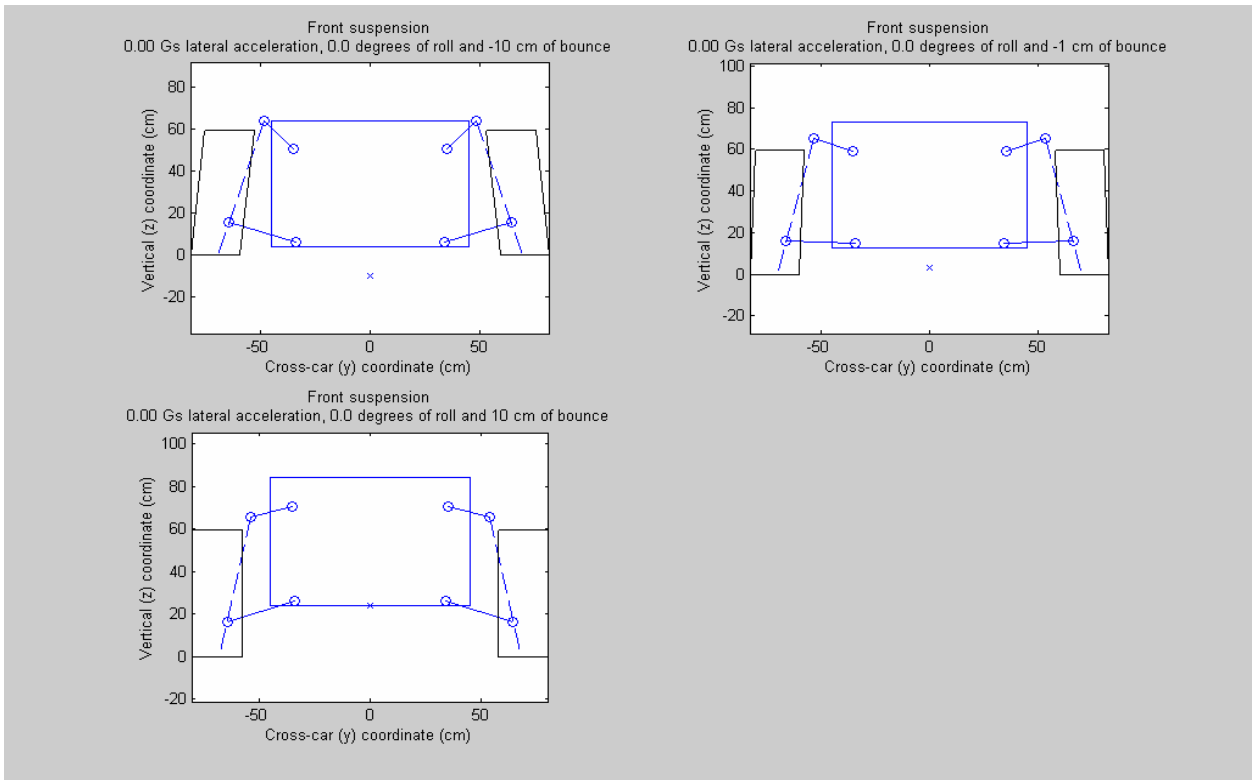 Front suspension
0.00 Gs lateral acceleration, 0.0 degrees of roll and -10 cm of bounce
80
60
40
20
0
-20
Vertical (z) coordinate (cm)
-50 0 50
Cross-car (y) coordinate (cm)
Front suspension
0.00 Gs lateral acceleration, 0.0 degrees of roll and -1 cm of bounce
100
80
60
40
20
0
-20
Vertical (z) coordinate (cm)
-50 0 50
Cross-car (y) coordinate (cm)
Front suspension
0.00 Gs lateral acceleration, 0.0 degrees of roll and 10 cm of bounce
100
80
60
40
20
0
-20
Vertical (z) coordinate (cm)
-50 0 50
Cross-car (y) coordinate (cm)